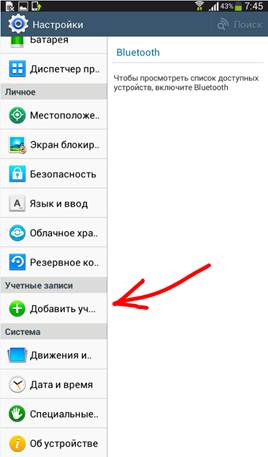 43% 7:45
Настройки
Поиск
Батарея
Диспетчер пр..
Личное
Местоположе..
Экран блокир..
Безопасность
Язык и ввод
Облачное хра..
Резервное ко..
Учетные записи
Добавить уч...
Система
Движения и..
Дата и время
Специальные..
Об устройстве
Bluetooth
Чтобы просмотреть список доступных
устройств, включите Bluetooth